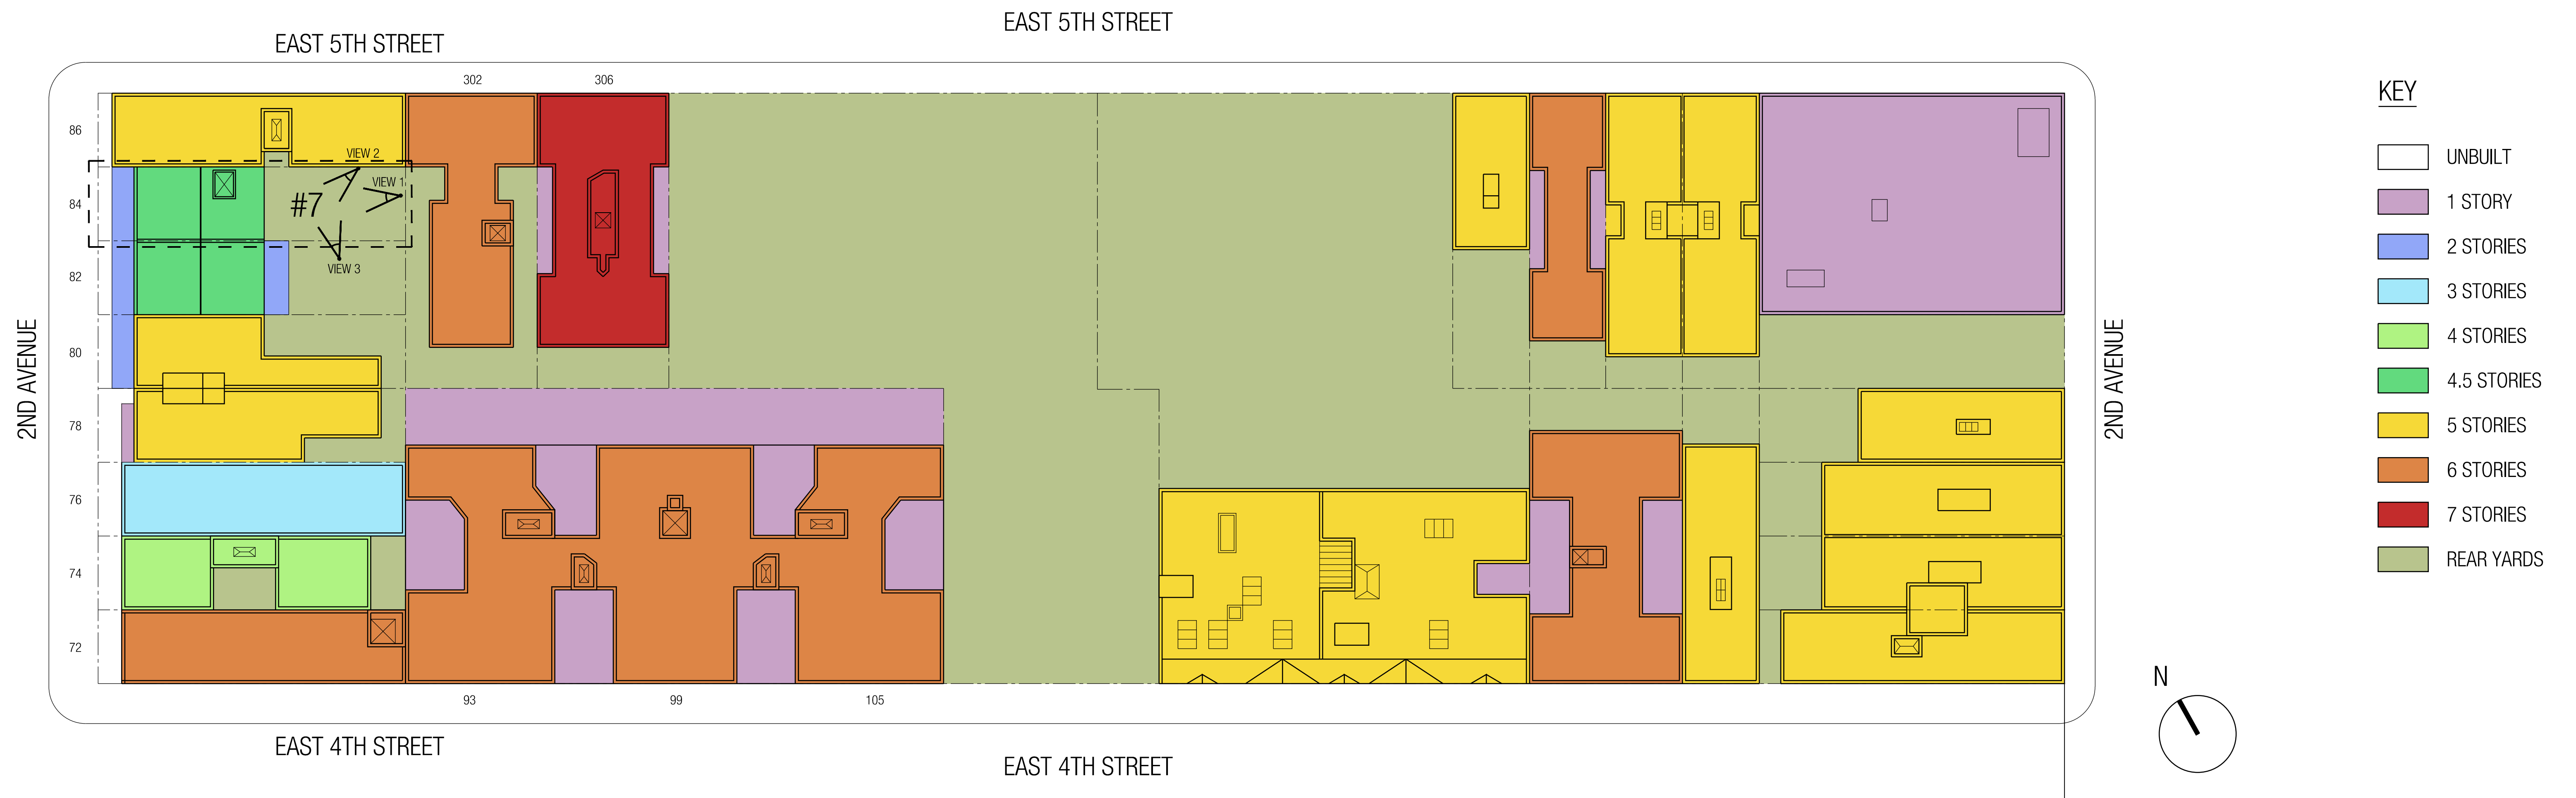 EAST 5TH STREET
EAST 5TH STREET
302
306
KEY
86
84
82
80
78
76
74
72
2ND AVENUE
VIEW 2
VIEW 1
#7
VIEW 3
2ND AVENUE
UNBUILT
1 STORY
2 STORIES
3 STORIES
4 STORIES
4.5 STORIES
5 STORIES
6 STORIES
7 STORIES
REAR YARDS
N
93
99
105
EAST 4TH STREET
EAST 4TH STREET